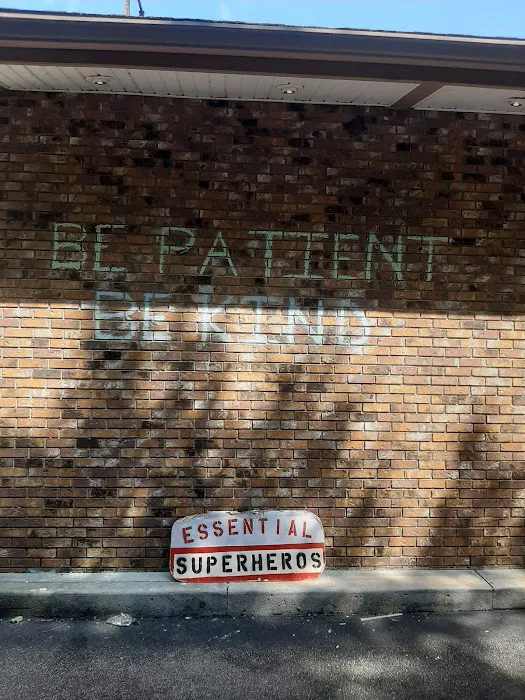 BE PATIENT
BE KIND
ESSENTIAL
SUPERHEROS